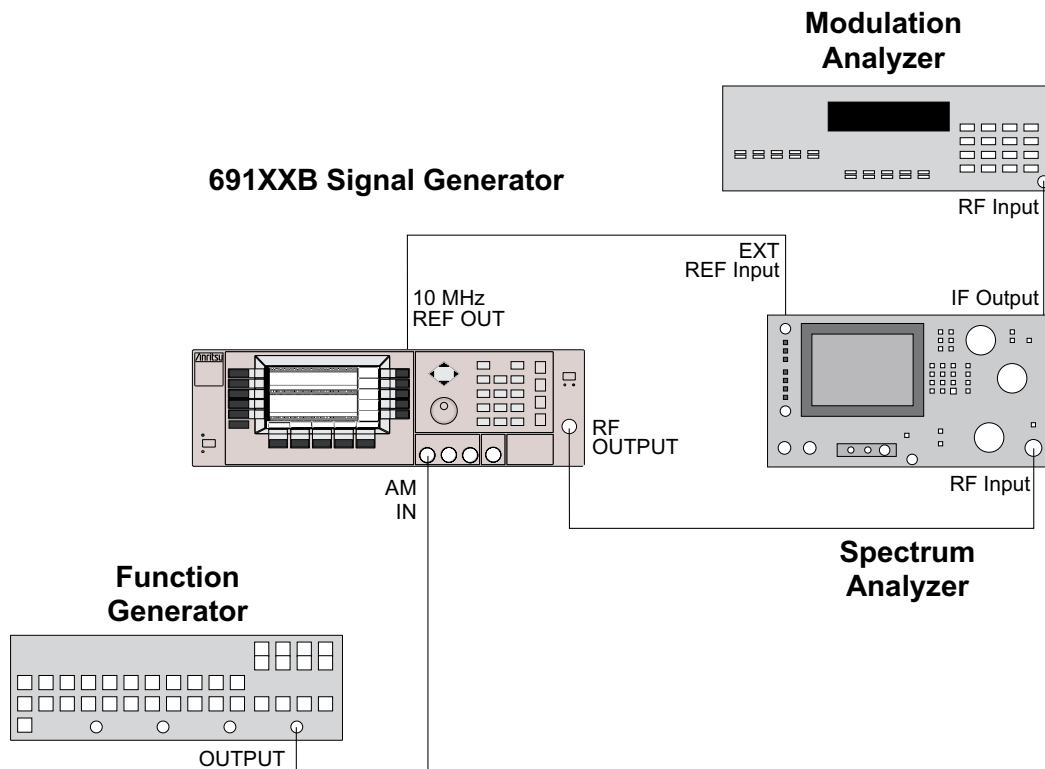 Modulation
Analyzer
691XXB Signal Generator
RF Input
EXT
REF Input
10 MHz
REF OUT
IF Output
Anritsu
RF
OUTPUT
AM
IN
RF Input
Spectrum
Analyzer
Function
Generator
OUTPUT